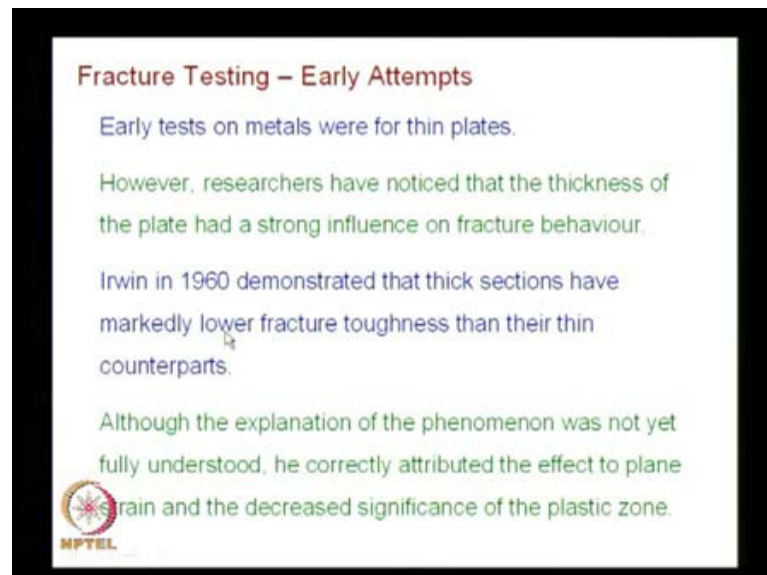 Fracture Testing – Early Attempts
Early tests on metals were for thin plates.
However, researchers have noticed that the thickness of
the plate had a strong influence on fracture behaviour.
Irwin in 1960 demonstrated that thick sections have
markedly lower fracture toughness than their thin
counterparts.
Although the explanation of the phenomenon was not yet
fully understood, he correctly attributed the effect to plane
strain and the decreased significance of the plastic zone.
NPTEL